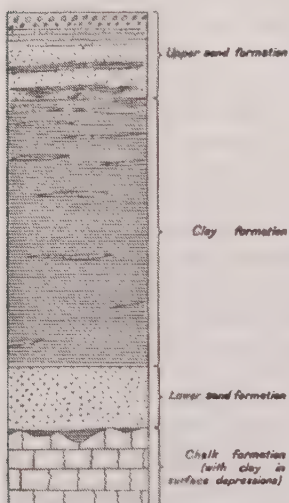 Upper sand formation
Clay formation
Lower sand formation
Chalk formation
(with clay in
surface depressions)